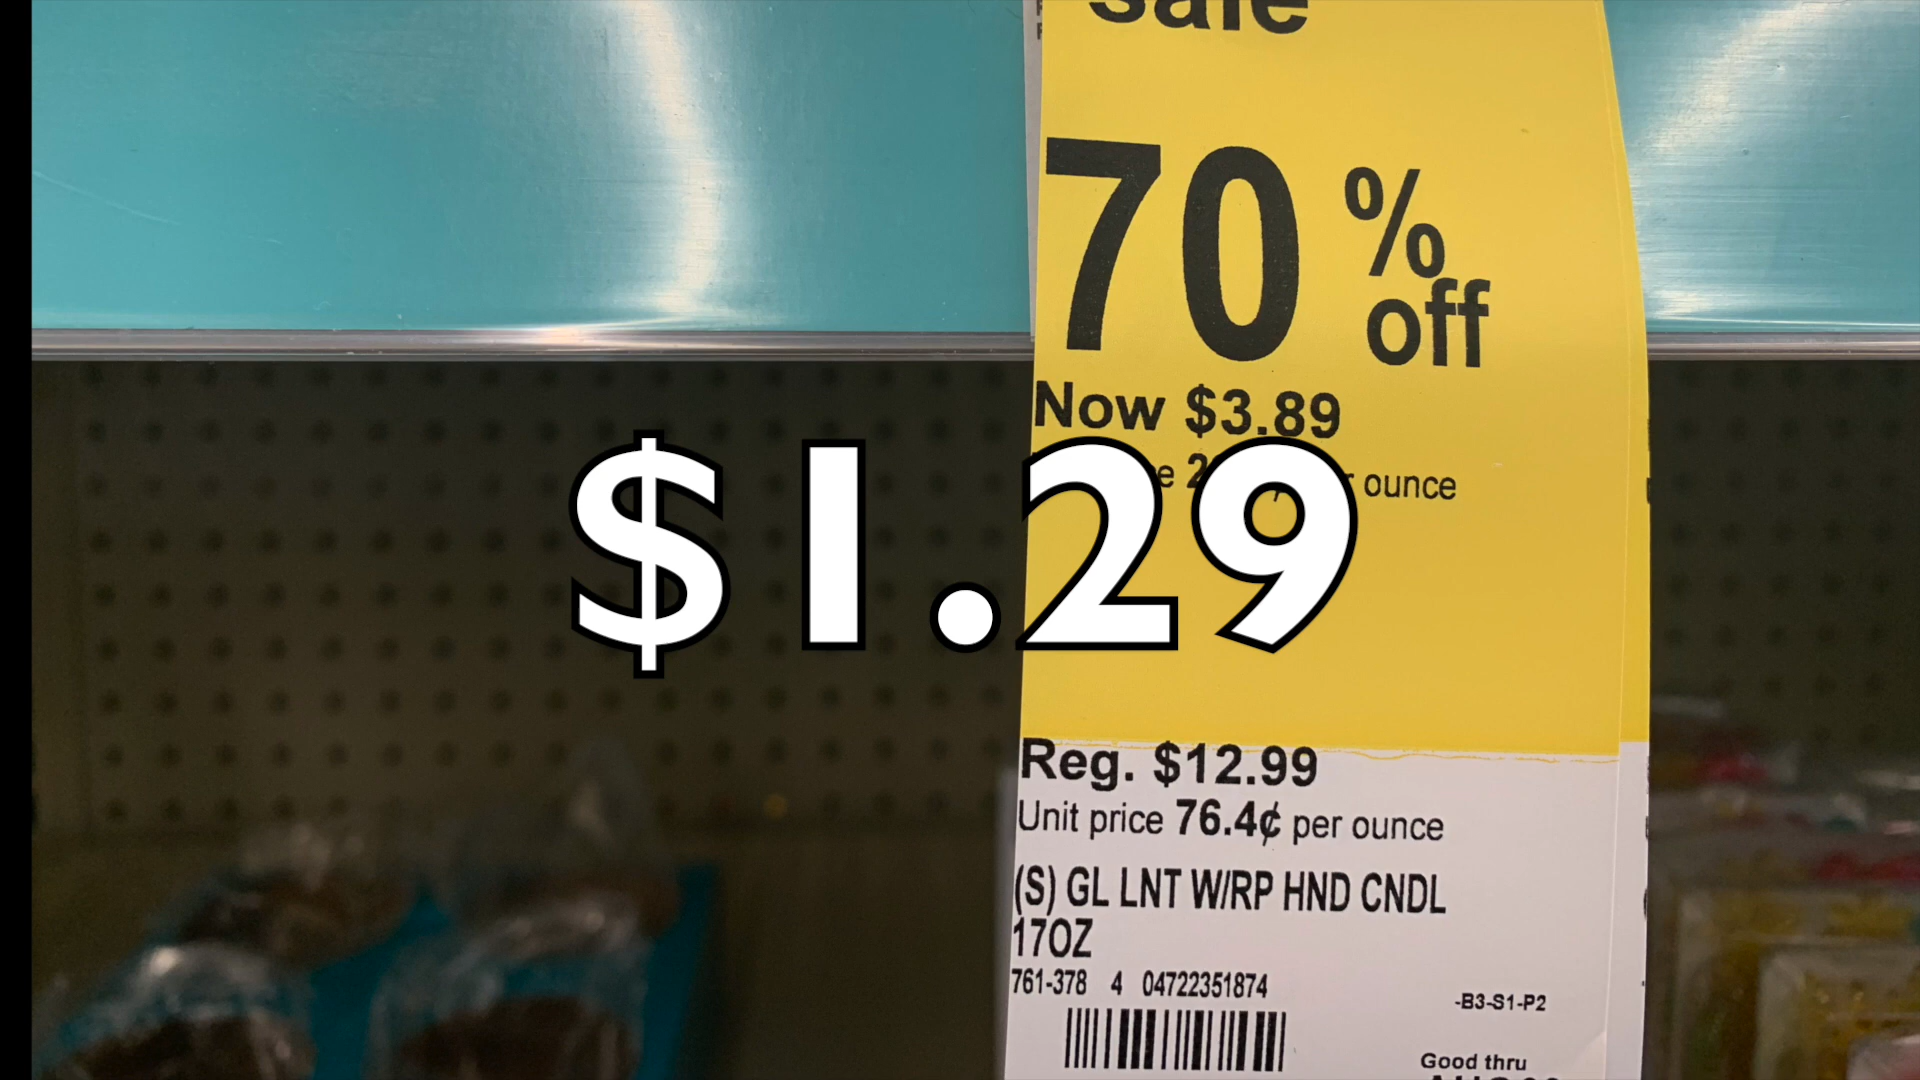 sale
70 % off
Now $3.89
ounce
$1.29
Reg. $12.99
Unit price 76.4¢ per ounce
(S) GL LNT W/RP HND CNDL
17OZ
761-378 4 04722351874
-B3-S1-P2
Good thru